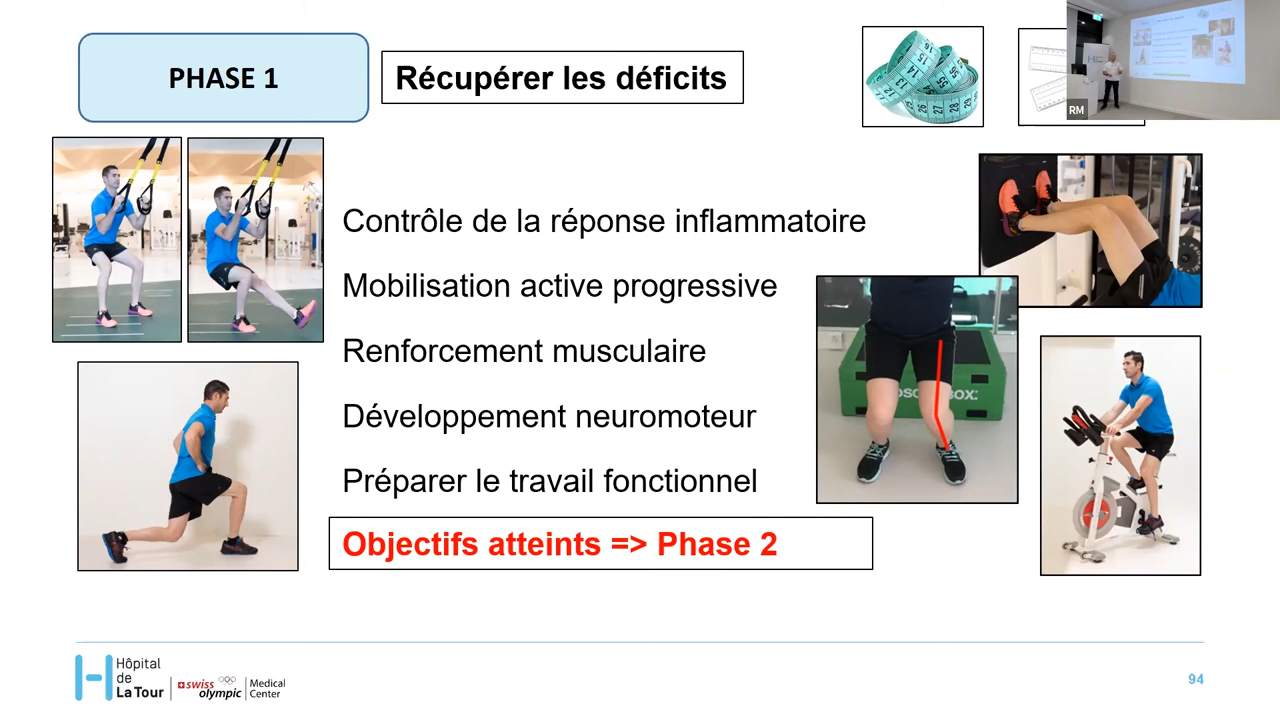 PHASE 1
Récupérer les déficits
RM
Contrôle de la réponse inflammatoire
Mobilisation active progressive
Renforcement musculaire
Développement neuromoteur
Préparer le travail fonctionnel
Objectifs atteints => Phase 2
Hôpital
de
La Tour
swiss
olympic
Medical
Center
94